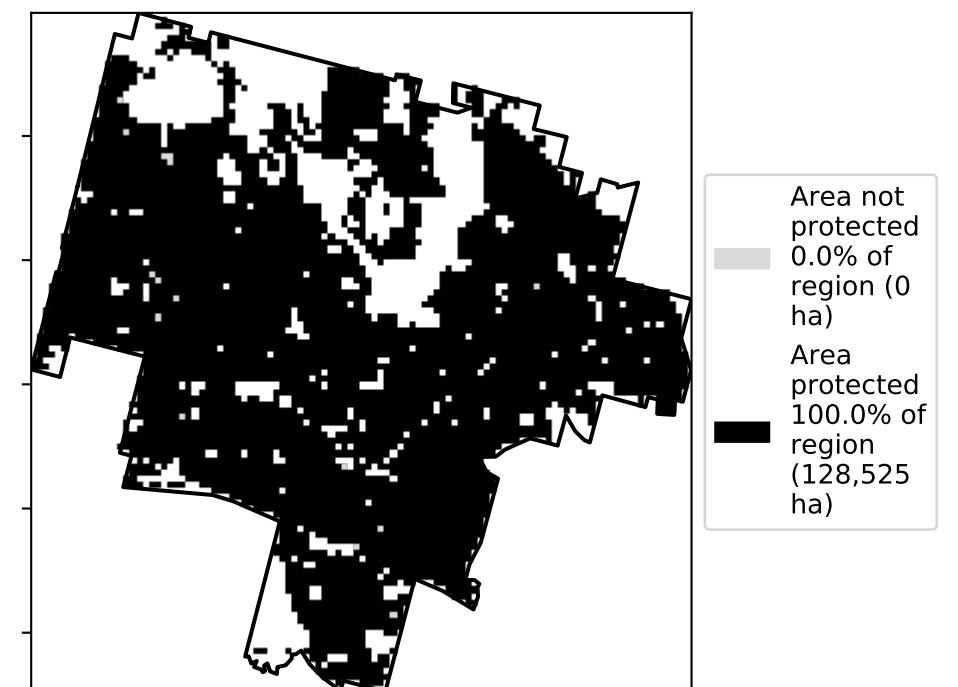 Area not
protected
0.0% of
region (0
ha)
Area
protected
100.0% of
region
(128,525
ha)